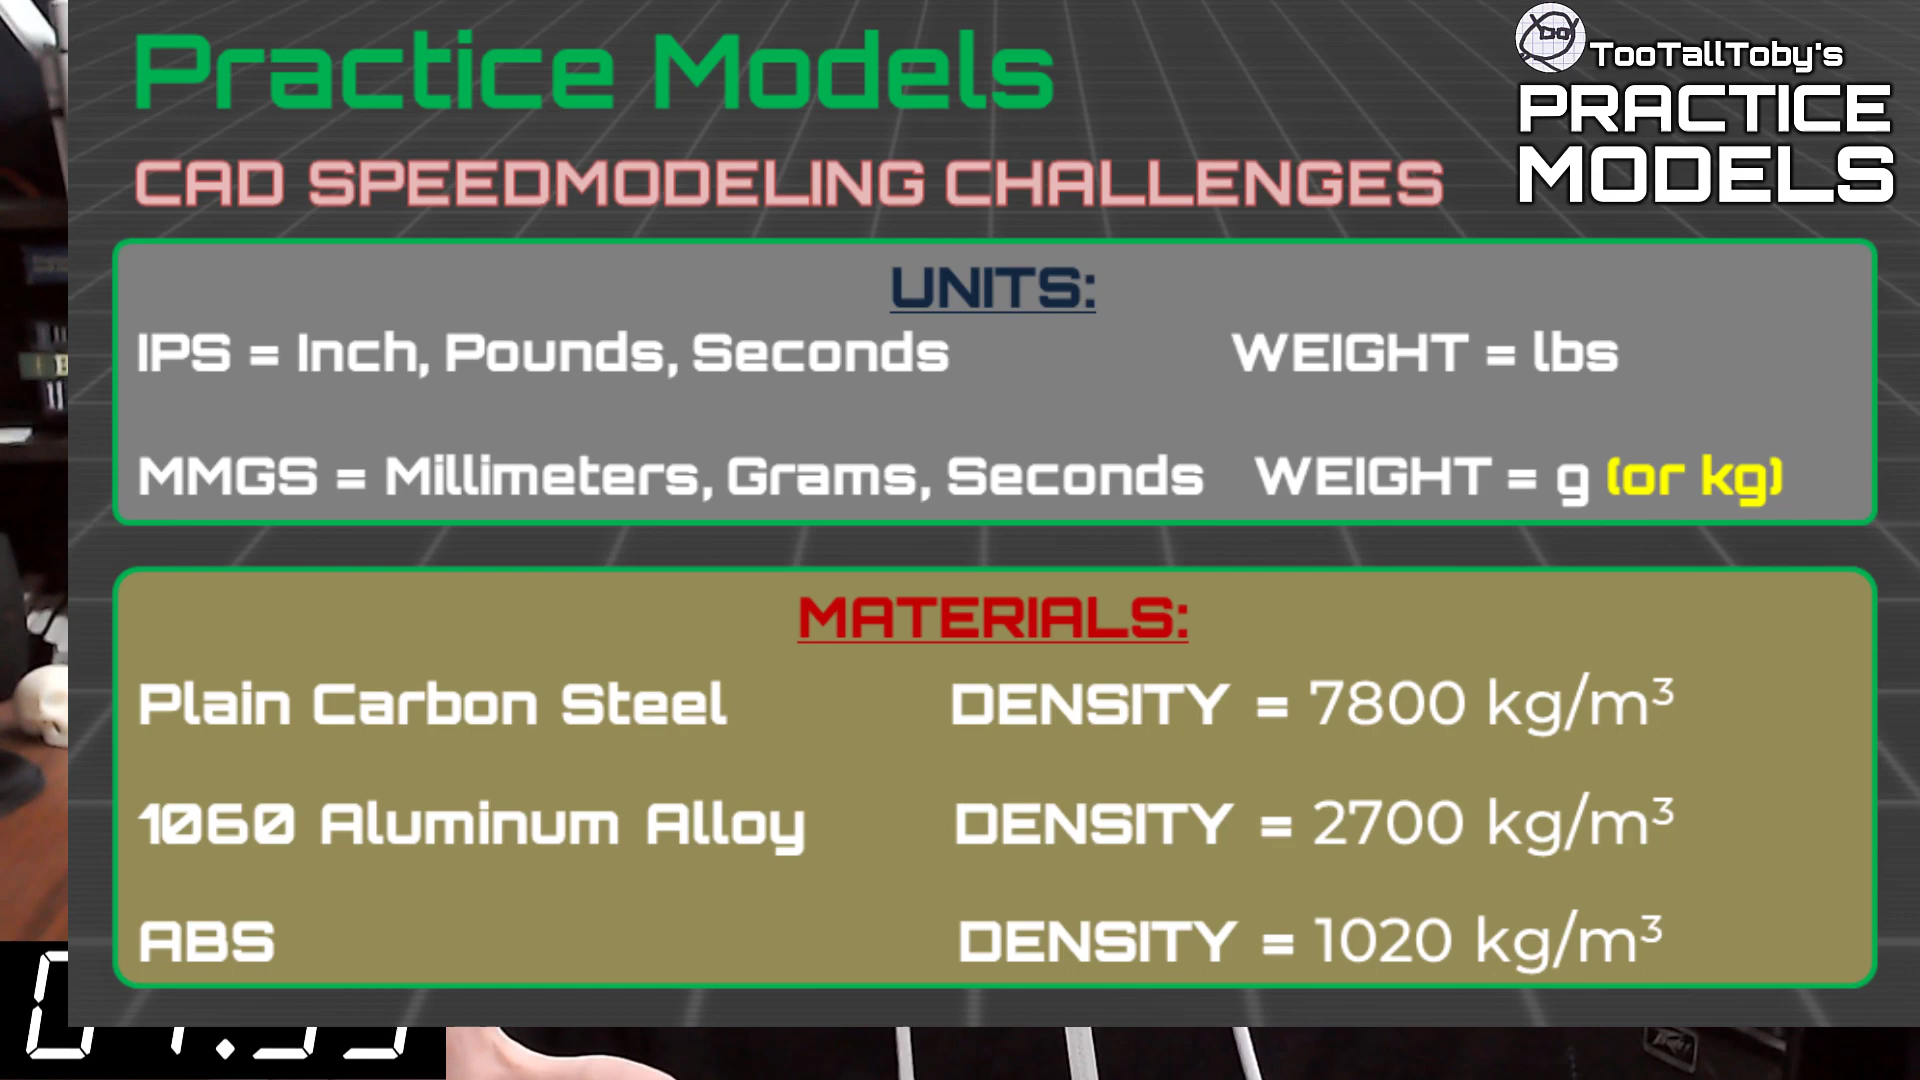 Practice Models
TooTallToby's
PRACTICE
MODELS
CAD SPEEDMODELING CHALLENGES
UNITS:
IPS = Inch, Pounds, Seconds WEIGHT = lbs
MMGS = Millimeters, Grams, Seconds WEIGHT = g (or kg)
MATERIALS:
Plain Carbon Steel DENSITY = 7800 kg/m³
1060 Aluminum Alloy DENSITY = 2700 kg/m³
ABS DENSITY = 1020 kg/m³